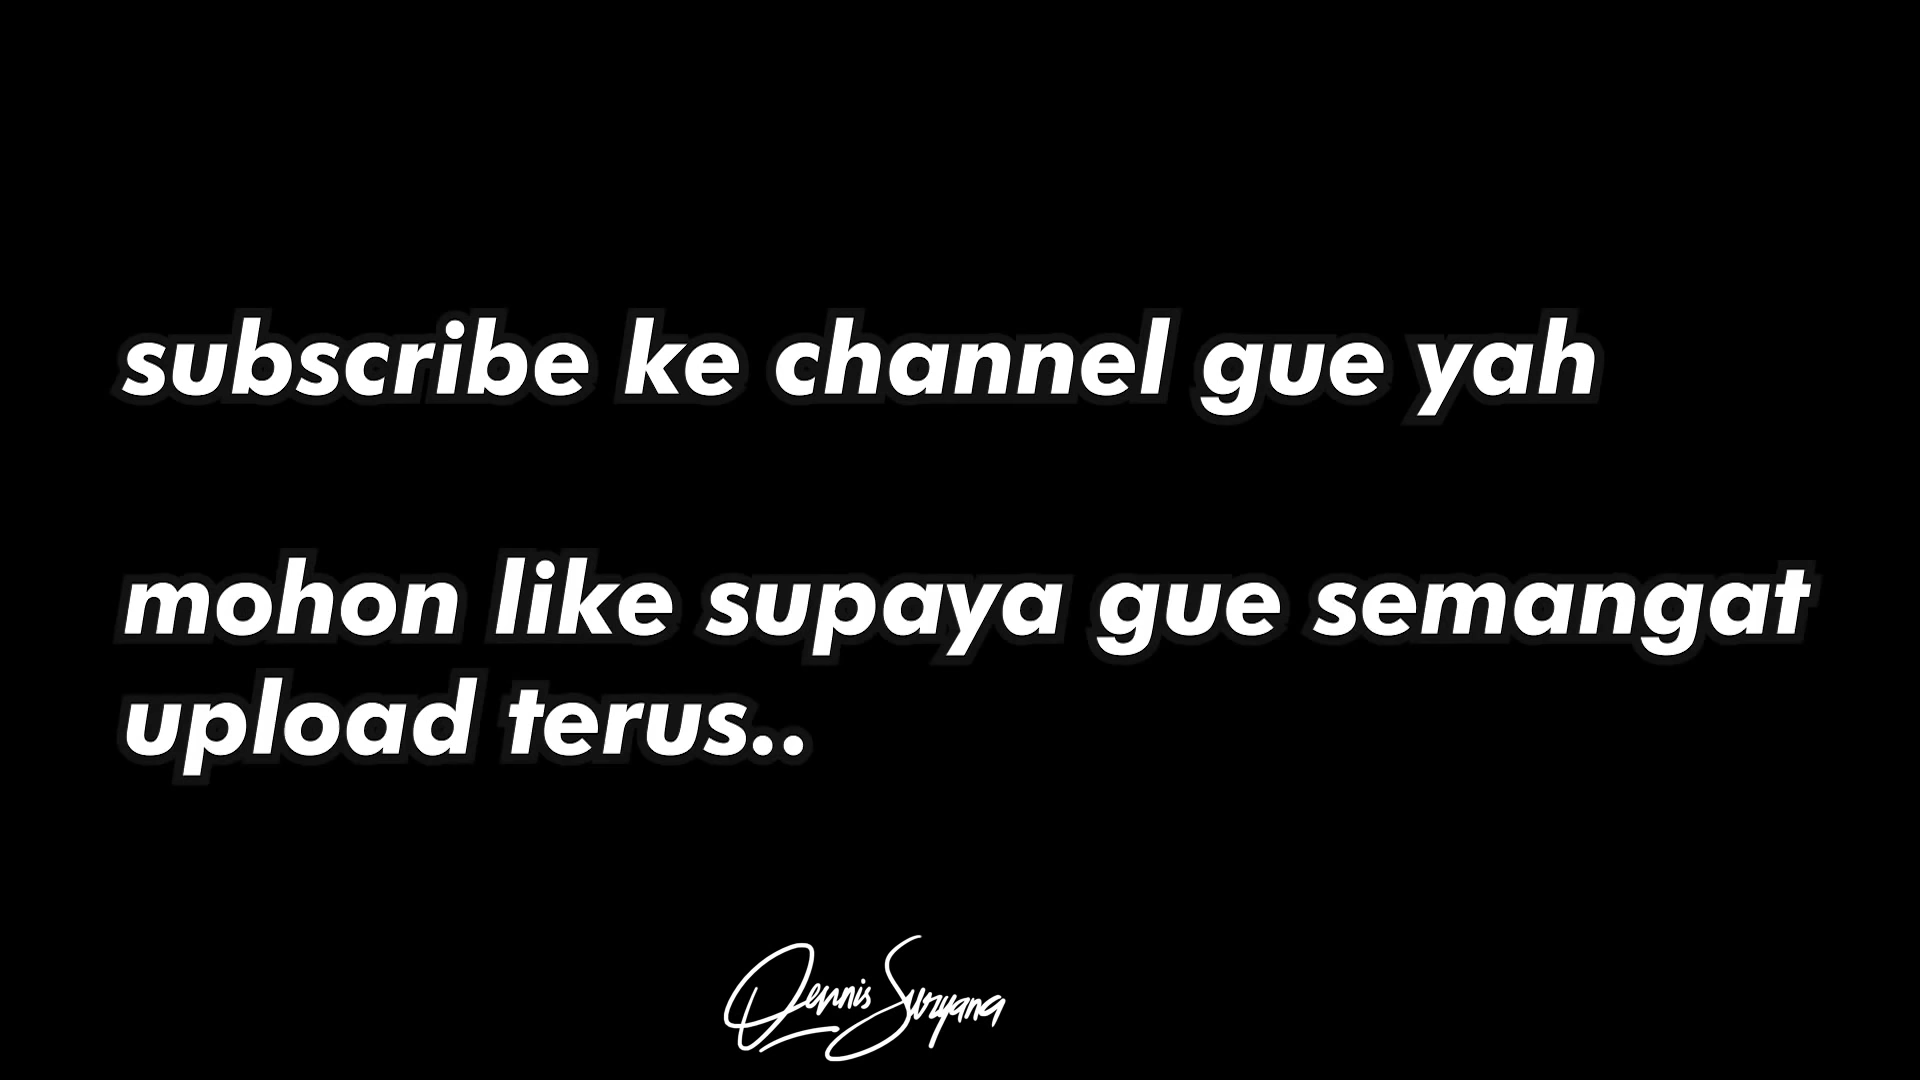 subscribe ke channel gue yah
mohon like supaya gue semangat
upload terus..
Dennis Suryana